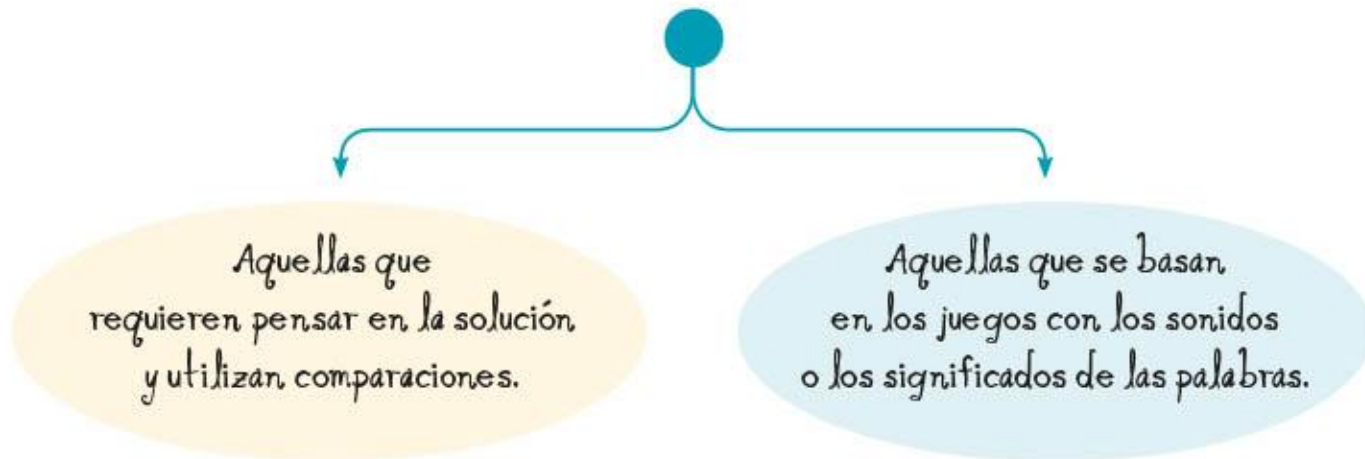 Aquellas que
requieren pensar en la solución
y utilizan comparaciones.
Aquellas que se basan
en los juegos con los sonidos
o los significados de las palabras.